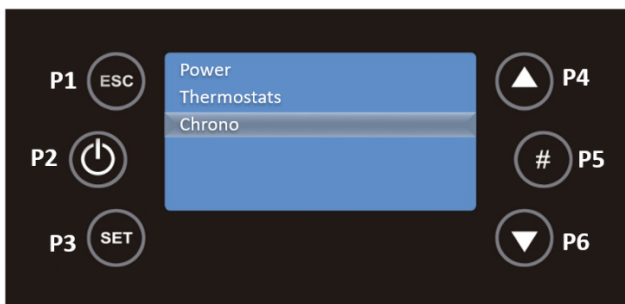 P1 ESC
Power
Thermostats
Chrono
P4
P2
# P5
P3 SET
P6